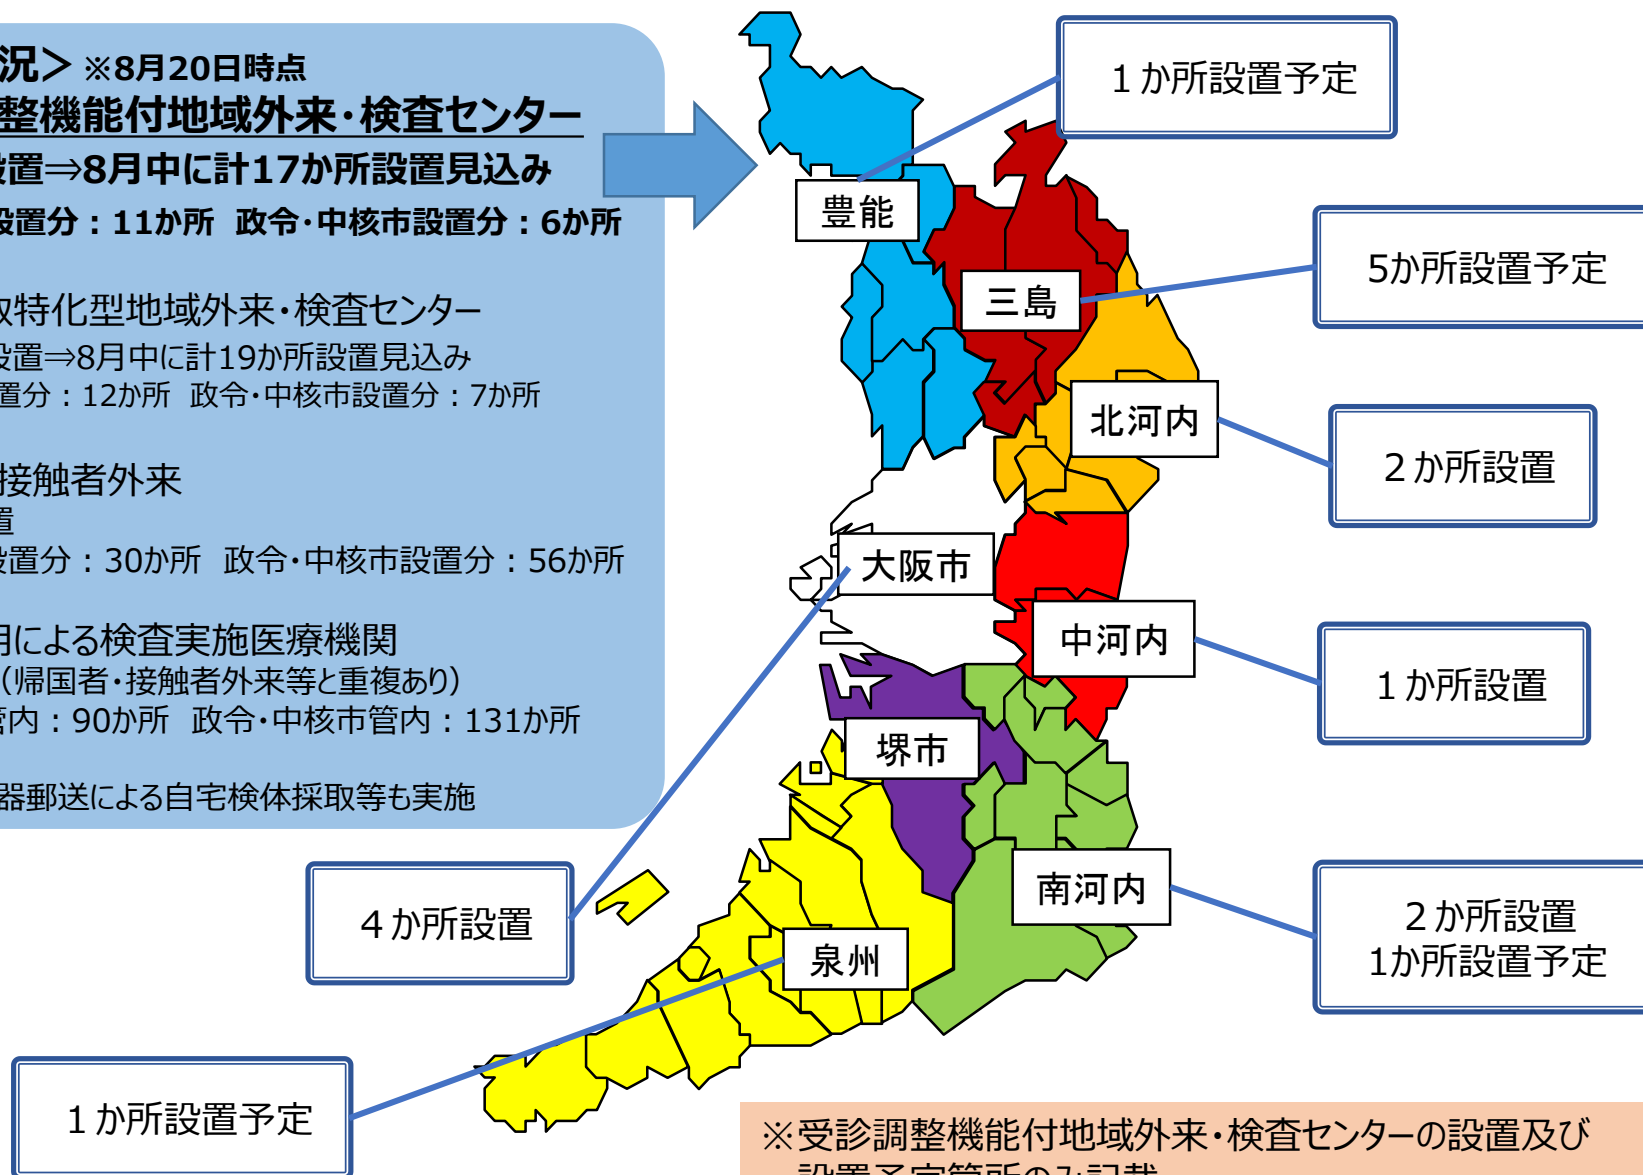 況＞ ※8月20日時点
整機能付地域外来・検査センター
設置⇒8月中に計17か所設置見込み
設置分：11か所 政令・中核市設置分：6か所
取特化型地域外来・検査センター
設置⇒8月中に計19か所設置見込み
置分：12か所 政令・中核市設置分：7か所
接触者外来
置
設置分：30か所 政令・中核市設置分：56か所
用による検査実施医療機関
（帰国者・接触者外来等と重複あり）
管内：90か所 政令・中核市管内：131か所
器郵送による自宅検体採取等も実施
１か所設置予定
豊能
5か所設置予定
三島
北河内
２か所設置
大阪市
中河内
１か所設置
堺市
４か所設置
南河内
２か所設置
1か所設置予定
泉州
１か所設置予定
※受診調整機能付地域外来・検査センターの設置及び
設置予定箇所のみ記載